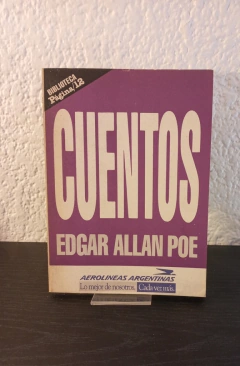 BIBLIOTECA
Página/12
CUENTOS
EDGAR ALLAN POE
AEROLINEAS ARGENTINAS
Lo mejor de nosotros. Cada vez más.